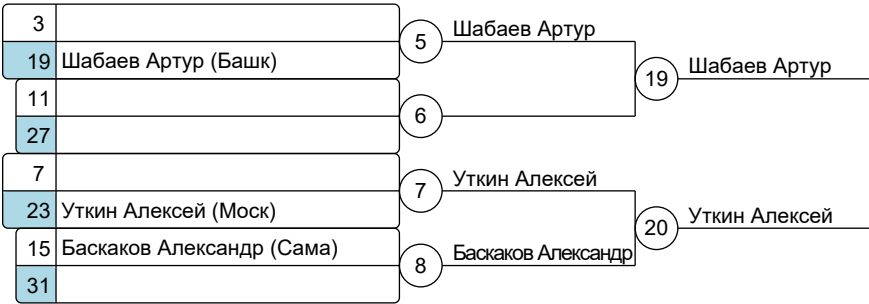 3
19 Шабаев Артур (Башк)
11
27
7
23 Уткин Алексей (Моск)
15 Баскаков Александр (Сама)
31
5 Шабаев Артур
6
7 Уткин Алексей
8 Баскаков Александр
19 Шабаев Артур
20 Уткин Алексей